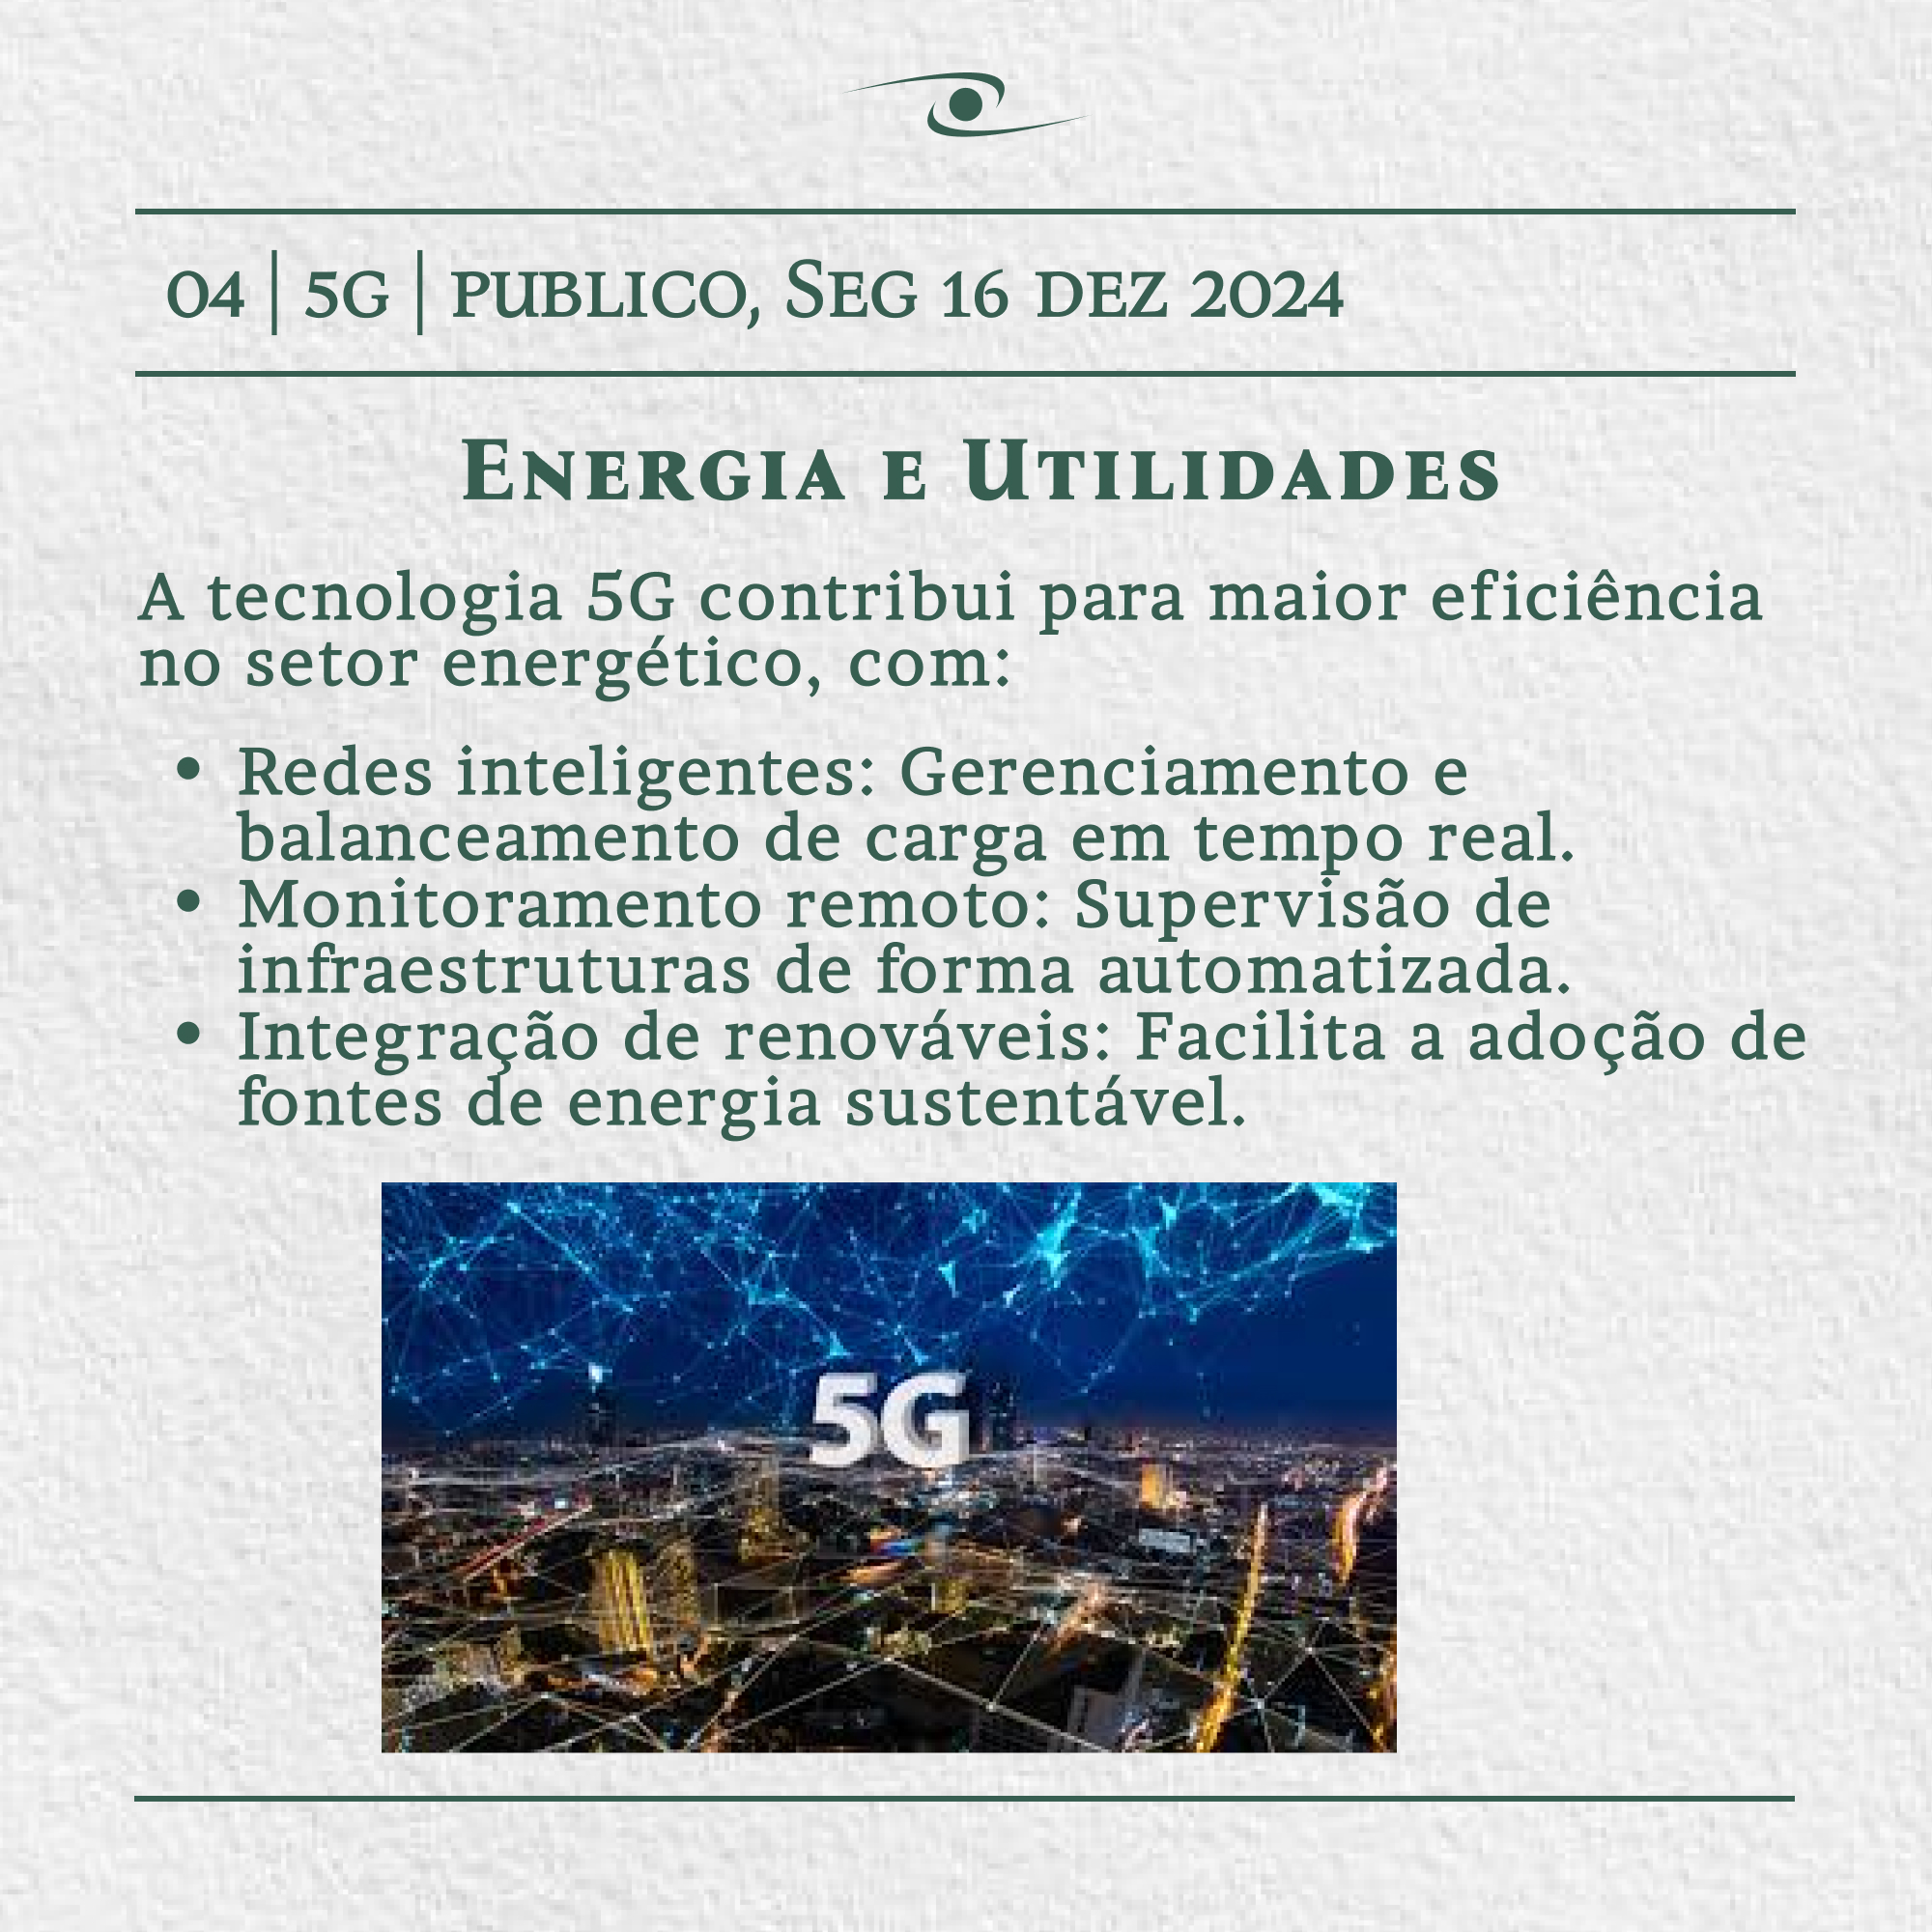 04 | 5G | PUBLICO, SEG 16 DEZ 2024
ENERGIA E UTILIDADES
A tecnologia 5G contribui para maior eficiência
no setor energético, com:
• Redes inteligentes: Gerenciamento e
balanceamento de carga em tempo real.
• Monitoramento remoto: Supervisão de
infraestruturas de forma automatizada.
• Integração de renováveis: Facilita a adoção de
fontes de energia sustentável.
5G